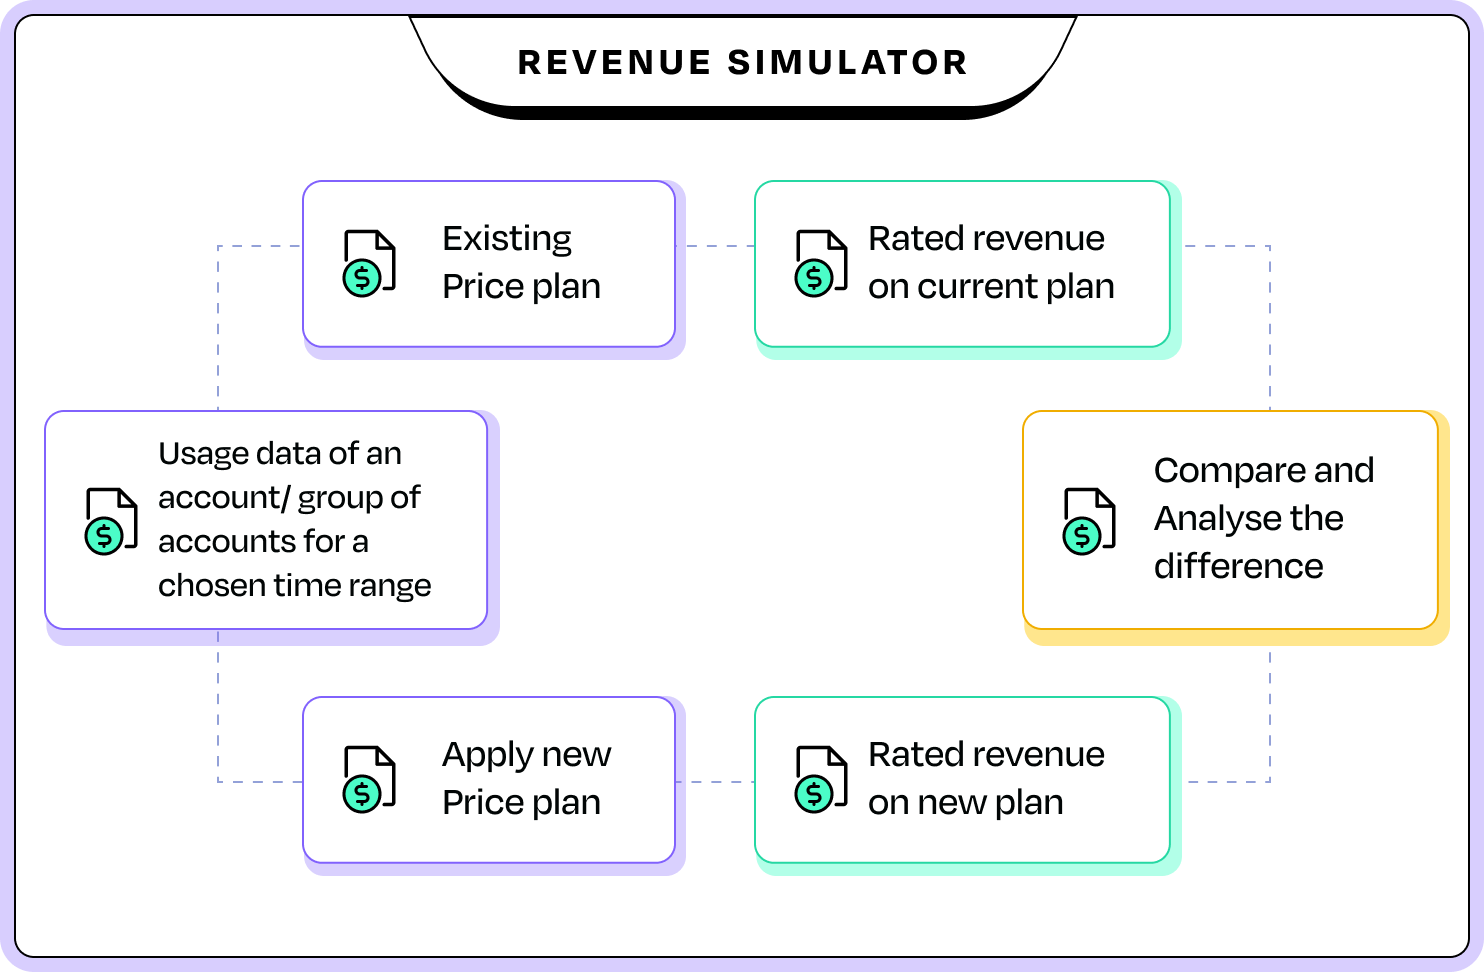 REVENUE SIMULATOR
Existing
Price plan
Rated revenue
on current plan
Usage data of an
account/ group of
accounts for a
chosen time range
Compare and
Analyse the
difference
Apply new
Price plan
Rated revenue
on new plan